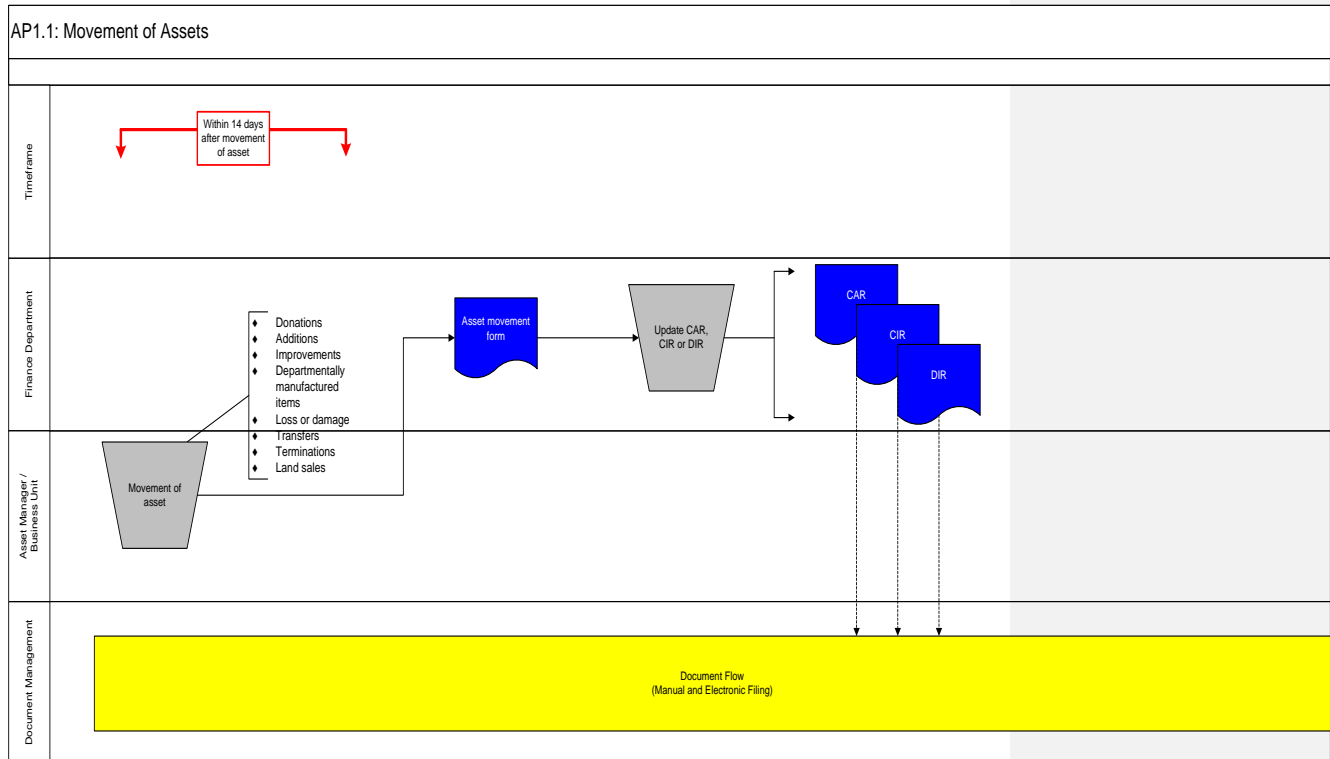 AP1.1: Movement of Assets
Timeframe
Within 14 days
after movement
of asset
Finance Department
♦ Donations
♦ Additions
♦ Improvements
♦ Departmentally
manufactured
items
♦ Loss or damage
♦ Transfers
♦ Terminations
♦ Land sales
Asset movement
form
Update CAR,
CIR or DIR
CAR
CIR
DIR
Asset Manager /
Business Unit
Movement of
asset
Document Management
Document Flow
(Manual and Electronic Filing)